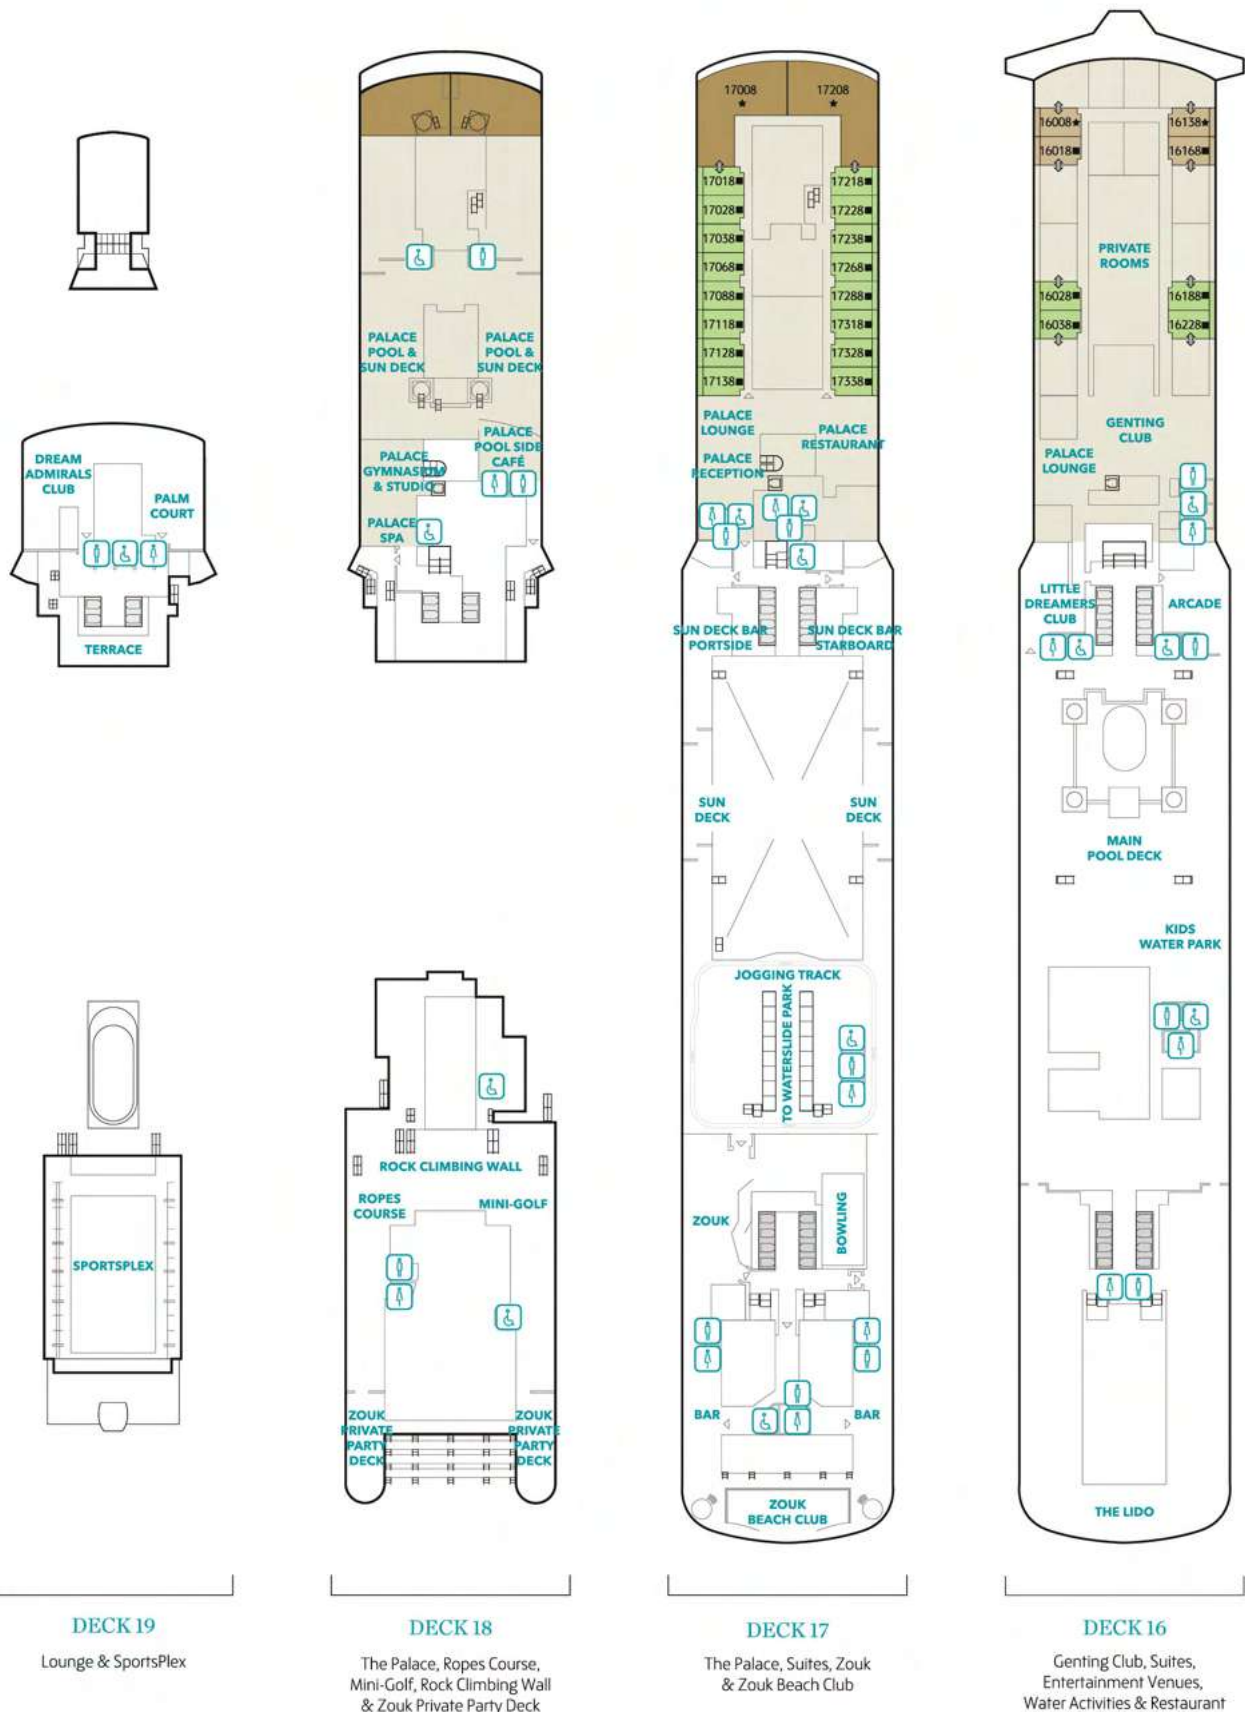 DREAM
ADMIRALS
CLUB
PALM
COURT
TERRACE
SPORTSPLEX
DECK 19
Lounge & SportsPlex
PALACE
POOL &
SUN DECK
PALACE
POOL &
SUN DECK
PALACE
POOL SIDE
CAFÉ
PALACE
GYMNASIUM
& STUDIO
PALACE
SPA
ROCK CLIMBING WALL
ROPES
COURSE
MINI-GOLF
ZOUK
PRIVATE
PARTY
DECK
ZOUK
PRIVATE
PARTY
DECK
DECK 18
The Palace, Ropes Course,
Mini-Golf, Rock Climbing Wall
& Zouk Private Party Deck
17008
17208
17018
17218
17028
17228
17038
17238
17068
17268
17088
17288
17118
17318
17128
17328
17138
17338
PALACE
LOUNGE
PALACE
RESTAURANT
PALACE
RECEPTION
SUN DECK BAR
PORTSIDE
SUN DECK BAR
STARBOARD
SUN
DECK
SUN
DECK
JOGGING TRACK
TO WATERSLIDE PARK
ZOUK
BOWLING
BAR
BAR
ZOUK
BEACH CLUB
DECK 17
The Palace, Suites, Zouk
& Zouk Beach Club
16008
16138
16018
16168
PRIVATE
ROOMS
16028
16188
16038
16228
GENTING
CLUB
PALACE
LOUNGE
LITTLE
DREAMERS
CLUB
ARCADE
MAIN
POOL DECK
KIDS
WATER PARK
THE LIDO
DECK 16
Genting Club, Suites,
Entertainment Venues,
Water Activities & Restaurant